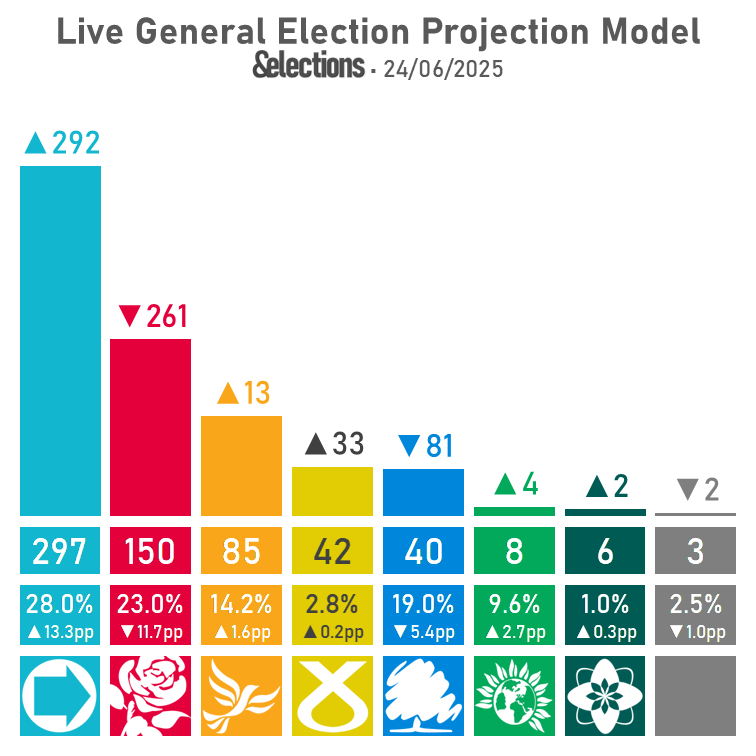 Live General Election Projection Model
&elections · 24/06/2025
▲292
▼261
▲13
▲33
▼81
▲4
▲2
▼2
297 150 85 42 40 8 6 3
28.0% 23.0% 14.2% 2.8% 19.0% 9.6% 1.0% 2.5%
▲13.3pp ▼11.7pp ▲1.6pp ▲0.2pp ▼5.4pp ▲2.7pp ▲0.3pp ▼1.0pp